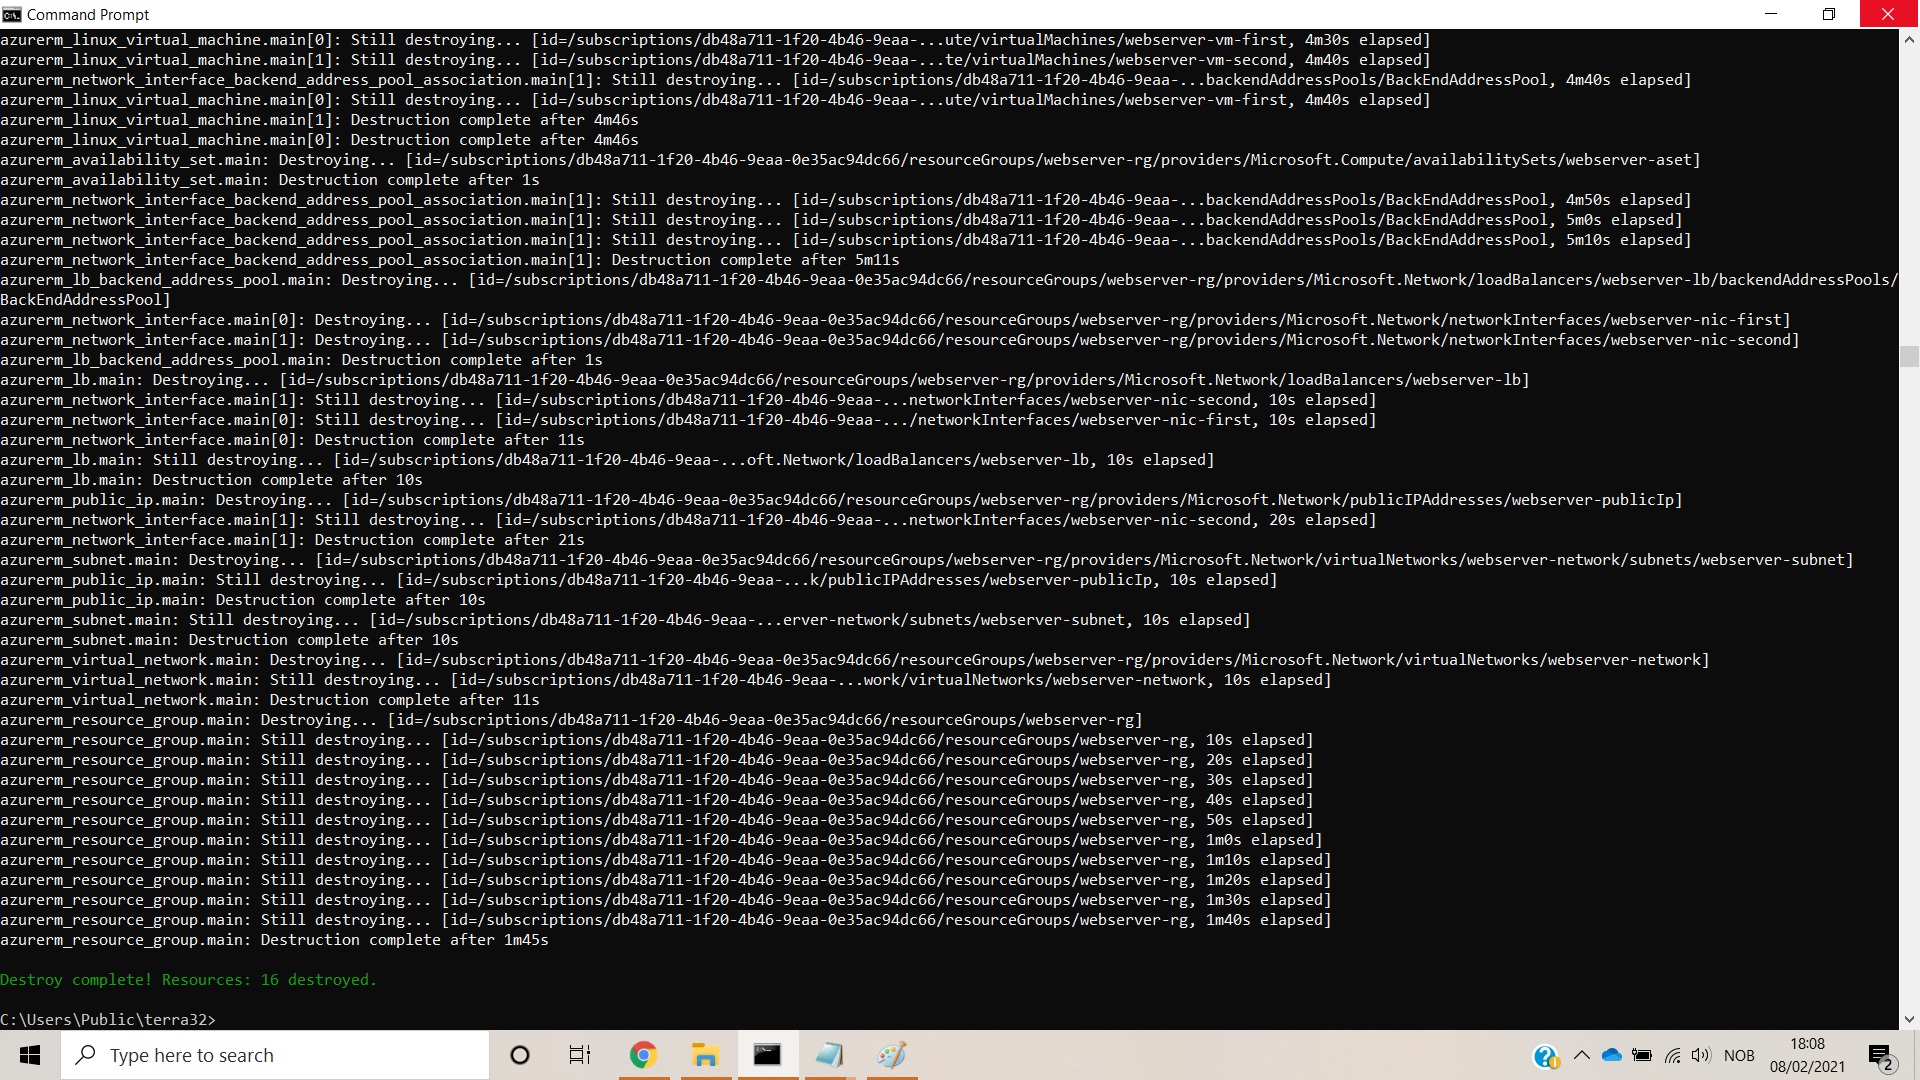 Command Prompt
azurerm_linux_virtual_machine.main[0]: Still destroying... [id=/subscriptions/db48a711-1f20-4b46-9eaa-...ute/virtualMachines/webserver-vm-first, 4m30s elapsed]
azurerm_linux_virtual_machine.main[1]: Still destroying... [id=/subscriptions/db48a711-1f20-4b46-9eaa-...te/virtualMachines/webserver-vm-second, 4m40s elapsed]
azurerm_network_interface_backend_address_pool_association.main[1]: Still destroying... [id=/subscriptions/db48a711-1f20-4b46-9eaa-...backendAddressPools/BackEndAddressPool, 4m40s elapsed]
azurerm_linux_virtual_machine.main[0]: Still destroying... [id=/subscriptions/db48a711-1f20-4b46-9eaa-...ute/virtualMachines/webserver-vm-first, 4m40s elapsed]
azurerm_linux_virtual_machine.main[1]: Destruction complete after 4m46s
azurerm_linux_virtual_machine.main[0]: Destruction complete after 4m46s
azurerm_availability_set.main: Destroying... [id=/subscriptions/db48a711-1f20-4b46-9eaa-0e35ac94dc66/resourceGroups/webserver-rg/providers/Microsoft.Compute/availabilitySets/webserver-aset]
azurerm_availability_set.main: Destruction complete after 1s
azurerm_network_interface_backend_address_pool_association.main[1]: Still destroying... [id=/subscriptions/db48a711-1f20-4b46-9eaa-...backendAddressPools/BackEndAddressPool, 4m50s elapsed]
azurerm_network_interface_backend_address_pool_association.main[1]: Still destroying... [id=/subscriptions/db48a711-1f20-4b46-9eaa-...backendAddressPools/BackEndAddressPool, 5m0s elapsed]
azurerm_network_interface_backend_address_pool_association.main[1]: Still destroying... [id=/subscriptions/db48a711-1f20-4b46-9eaa-...backendAddressPools/BackEndAddressPool, 5m10s elapsed]
azurerm_network_interface_backend_address_pool_association.main[1]: Destruction complete after 5m11s
azurerm_lb_backend_address_pool.main: Destroying... [id=/subscriptions/db48a711-1f20-4b46-9eaa-0e35ac94dc66/resourceGroups/webserver-rg/providers/Microsoft.Network/loadBalancers/webserver-lb/backendAddressPools/
BackEndAddressPool]
azurerm_network_interface.main[0]: Destroying... [id=/subscriptions/db48a711-1f20-4b46-9eaa-0e35ac94dc66/resourceGroups/webserver-rg/providers/Microsoft.Network/networkInterfaces/webserver-nic-first]
azurerm_network_interface.main[1]: Destroying... [id=/subscriptions/db48a711-1f20-4b46-9eaa-0e35ac94dc66/resourceGroups/webserver-rg/providers/Microsoft.Network/networkInterfaces/webserver-nic-second]
azurerm_lb_backend_address_pool.main: Destruction complete after 1s
azurerm_lb.main: Destroying... [id=/subscriptions/db48a711-1f20-4b46-9eaa-0e35ac94dc66/resourceGroups/webserver-rg/providers/Microsoft.Network/loadBalancers/webserver-lb]
azurerm_network_interface.main[1]: Still destroying... [id=/subscriptions/db48a711-1f20-4b46-9eaa-...networkInterfaces/webserver-nic-second, 10s elapsed]
azurerm_network_interface.main[0]: Still destroying... [id=/subscriptions/db48a711-1f20-4b46-9eaa-.../networkInterfaces/webserver-nic-first, 10s elapsed]
azurerm_network_interface.main[0]: Destruction complete after 11s
azurerm_lb.main: Still destroying... [id=/subscriptions/db48a711-1f20-4b46-9eaa-...oft.Network/loadBalancers/webserver-lb, 10s elapsed]
azurerm_lb.main: Destruction complete after 10s
azurerm_public_ip.main: Destroying... [id=/subscriptions/db48a711-1f20-4b46-9eaa-0e35ac94dc66/resourceGroups/webserver-rg/providers/Microsoft.Network/publicIPAddresses/webserver-publicIp]
azurerm_network_interface.main[1]: Still destroying... [id=/subscriptions/db48a711-1f20-4b46-9eaa-...networkInterfaces/webserver-nic-second, 20s elapsed]
azurerm_network_interface.main[1]: Destruction complete after 21s
azurerm_subnet.main: Destroying... [id=/subscriptions/db48a711-1f20-4b46-9eaa-0e35ac94dc66/resourceGroups/webserver-rg/providers/Microsoft.Network/virtualNetworks/webserver-network/subnets/webserver-subnet]
azurerm_public_ip.main: Still destroying... [id=/subscriptions/db48a711-1f20-4b46-9eaa-...k/publicIPAddresses/webserver-publicIp, 10s elapsed]
azurerm_public_ip.main: Destruction complete after 10s
azurerm_subnet.main: Still destroying... [id=/subscriptions/db48a711-1f20-4b46-9eaa-...erver-network/subnets/webserver-subnet, 10s elapsed]
azurerm_subnet.main: Destruction complete after 10s
azurerm_virtual_network.main: Destroying... [id=/subscriptions/db48a711-1f20-4b46-9eaa-0e35ac94dc66/resourceGroups/webserver-rg/providers/Microsoft.Network/virtualNetworks/webserver-network]
azurerm_virtual_network.main: Still destroying... [id=/subscriptions/db48a711-1f20-4b46-9eaa-...work/virtualNetworks/webserver-network, 10s elapsed]
azurerm_virtual_network.main: Destruction complete after 11s
azurerm_resource_group.main: Destroying... [id=/subscriptions/db48a711-1f20-4b46-9eaa-0e35ac94dc66/resourceGroups/webserver-rg]
azurerm_resource_group.main: Still destroying... [id=/subscriptions/db48a711-1f20-4b46-9eaa-0e35ac94dc66/resourceGroups/webserver-rg, 10s elapsed]
azurerm_resource_group.main: Still destroying... [id=/subscriptions/db48a711-1f20-4b46-9eaa-0e35ac94dc66/resourceGroups/webserver-rg, 20s elapsed]
azurerm_resource_group.main: Still destroying... [id=/subscriptions/db48a711-1f20-4b46-9eaa-0e35ac94dc66/resourceGroups/webserver-rg, 30s elapsed]
azurerm_resource_group.main: Still destroying... [id=/subscriptions/db48a711-1f20-4b46-9eaa-0e35ac94dc66/resourceGroups/webserver-rg, 40s elapsed]
azurerm_resource_group.main: Still destroying... [id=/subscriptions/db48a711-1f20-4b46-9eaa-0e35ac94dc66/resourceGroups/webserver-rg, 50s elapsed]
azurerm_resource_group.main: Still destroying... [id=/subscriptions/db48a711-1f20-4b46-9eaa-0e35ac94dc66/resourceGroups/webserver-rg, 1m0s elapsed]
azurerm_resource_group.main: Still destroying... [id=/subscriptions/db48a711-1f20-4b46-9eaa-0e35ac94dc66/resourceGroups/webserver-rg, 1m10s elapsed]
azurerm_resource_group.main: Still destroying... [id=/subscriptions/db48a711-1f20-4b46-9eaa-0e35ac94dc66/resourceGroups/webserver-rg, 1m20s elapsed]
azurerm_resource_group.main: Still destroying... [id=/subscriptions/db48a711-1f20-4b46-9eaa-0e35ac94dc66/resourceGroups/webserver-rg, 1m30s elapsed]
azurerm_resource_group.main: Still destroying... [id=/subscriptions/db48a711-1f20-4b46-9eaa-0e35ac94dc66/resourceGroups/webserver-rg, 1m40s elapsed]
azurerm_resource_group.main: Destruction complete after 1m45s
Destroy complete! Resources: 16 destroyed.
C:\Users\Public\terra32>
Type here to search
NOB
18:08
08/02/2021
2